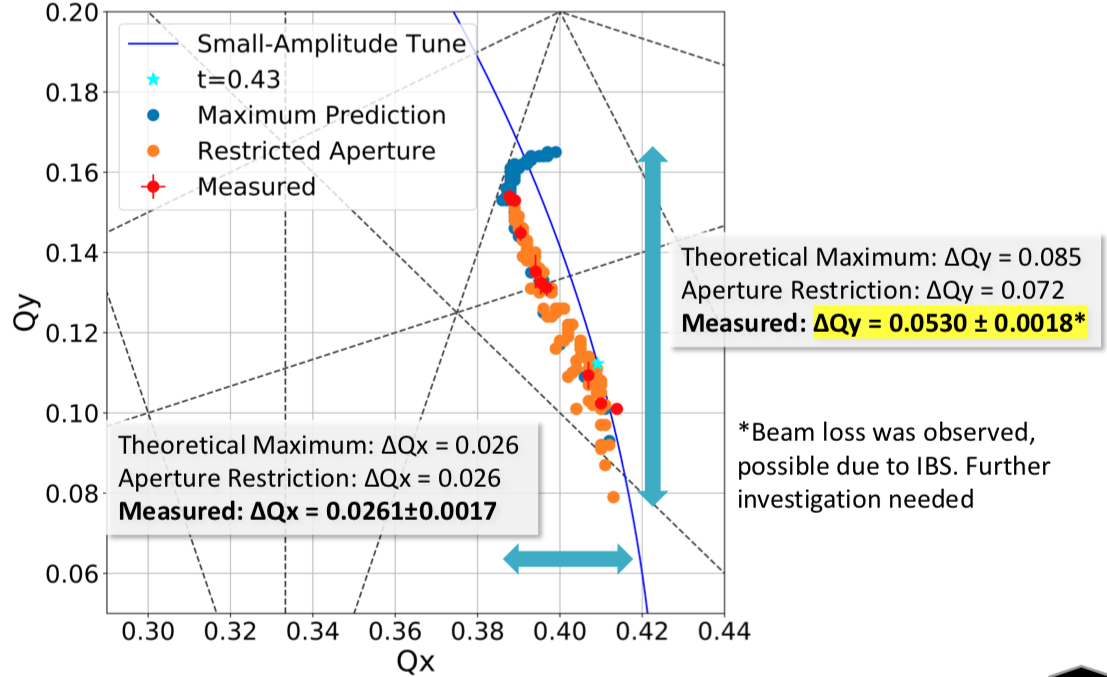 0.20
0.18
0.16
0.14
0.12
0.10
0.08
0.06
Qy
Small-Amplitude Tune
t=0.43
Maximum Prediction
Restricted Aperture
Measured
Theoretical Maximum: ΔQy = 0.085
Aperture Restriction: ΔQy = 0.072
Measured: ΔQy = 0.0530 ± 0.0018*
Theoretical Maximum: ΔQx = 0.026
Aperture Restriction: ΔQx = 0.026
Measured: ΔQx = 0.0261±0.0017
*Beam loss was observed,
possible due to IBS. Further
investigation needed
0.30 0.32 0.34 0.36 0.38 0.40 0.42 0.44
Qx